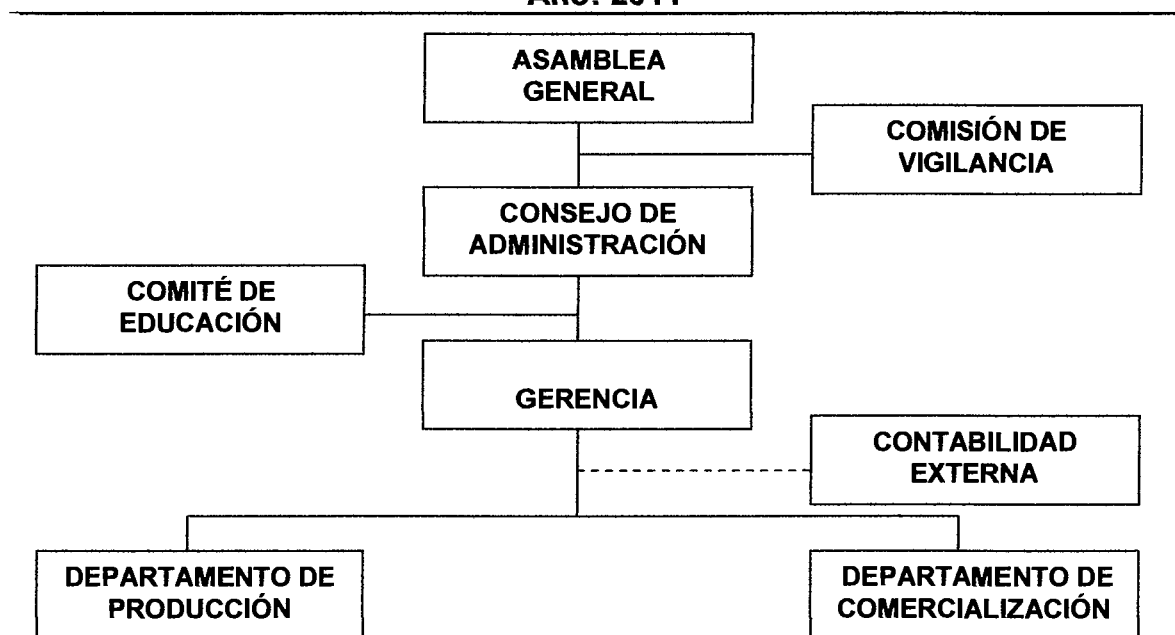 ASAMBLEA
GENERAL
COMISIÓN DE
VIGILANCIA
CONSEJO DE
ADMINISTRACIÓN
COMITÉ DE
EDUCACIÓN
GERENCIA
CONTABILIDAD
EXTERNA
DEPARTAMENTO DE
PRODUCCIÓN
DEPARTAMENTO DE
COMERCIALIZACIÓN